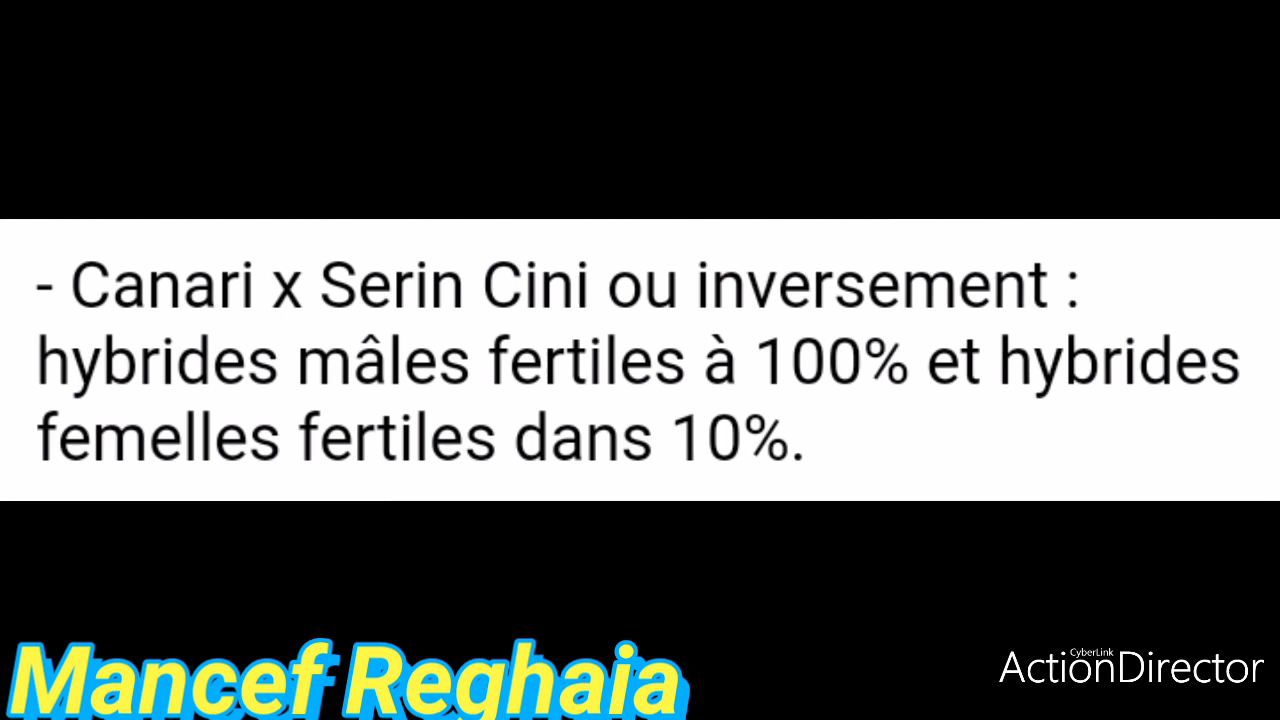 - Canari x Serin Cini ou inversement :
hybrides mâles fertiles à 100% et hybrides
femelles fertiles dans 10%.
Mancef Reghaia
CyberLink
ActionDirector